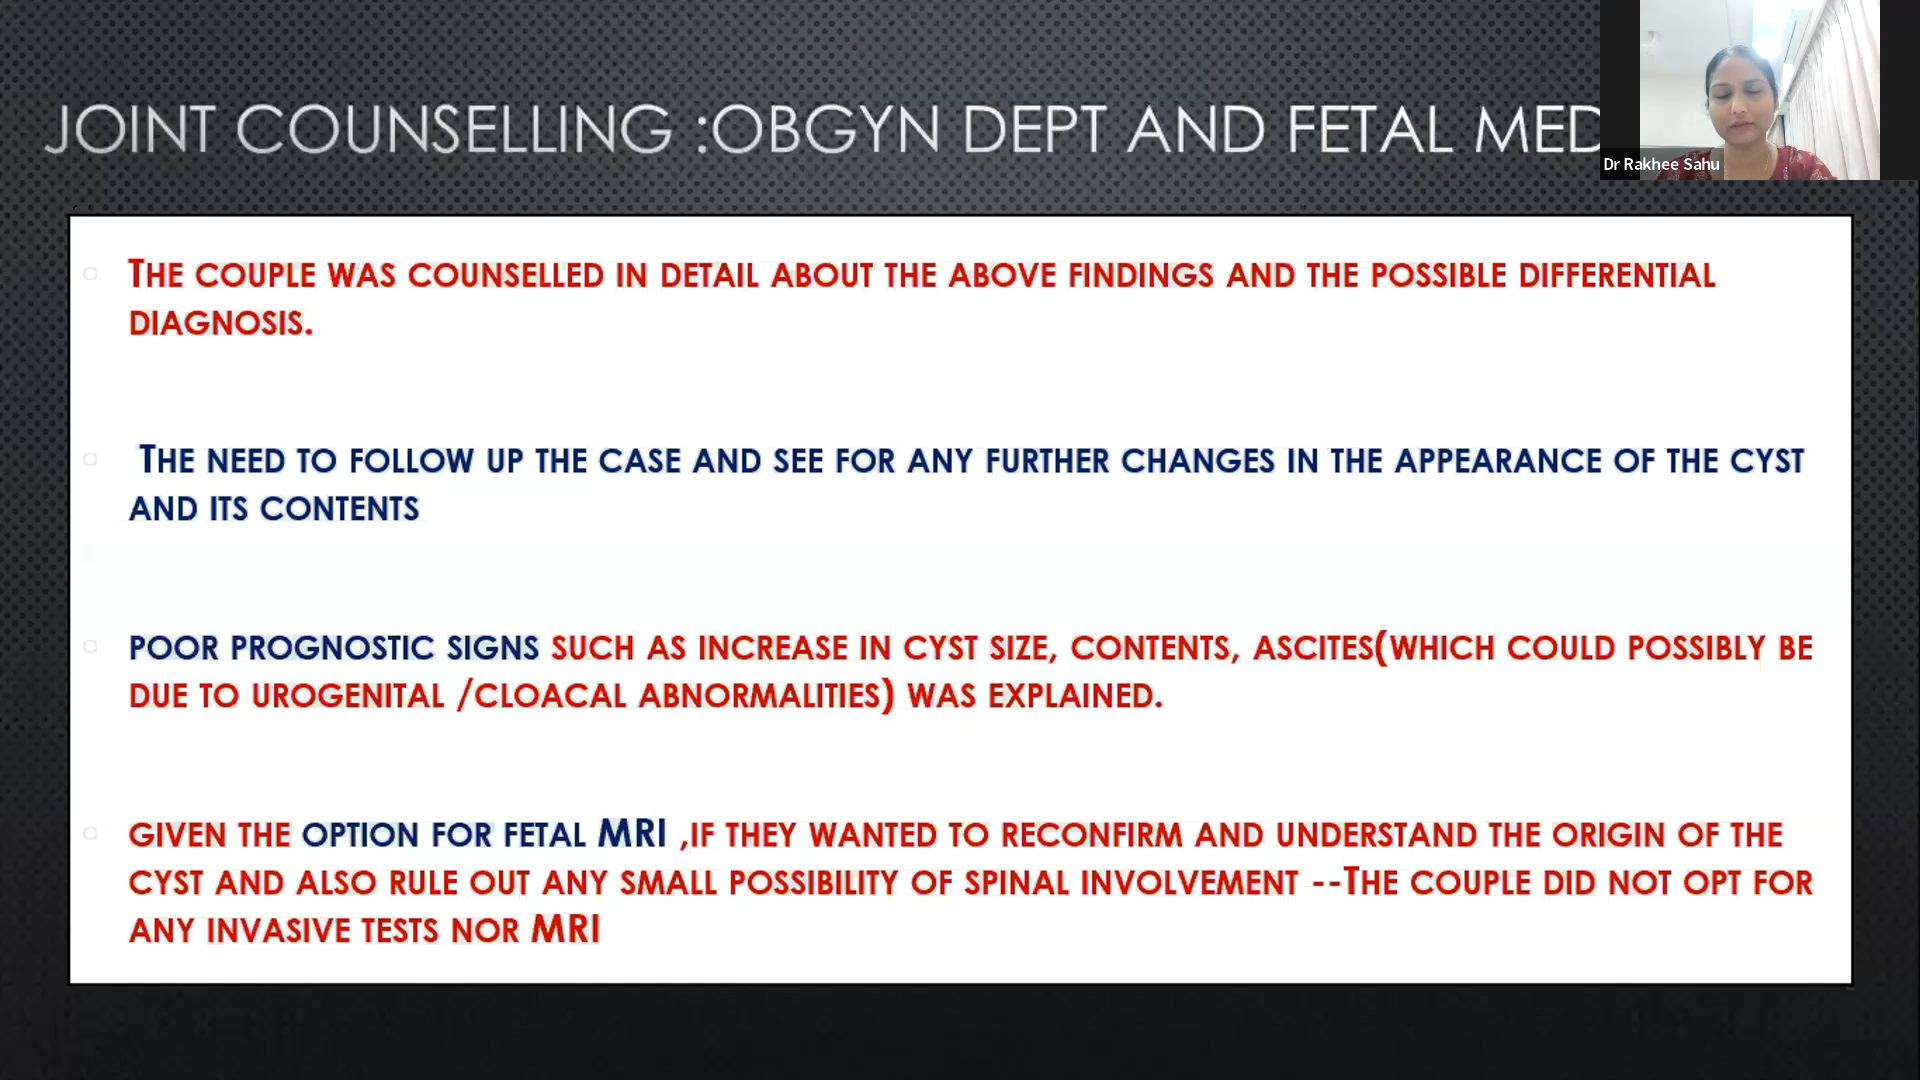 JOINT COUNSELLING :OBGYN DEPT AND FETAL MED
Dr Rakhee Sahu
THE COUPLE WAS COUNSELLED IN DETAIL ABOUT THE ABOVE FINDINGS AND THE POSSIBLE DIFFERENTIAL
DIAGNOSIS.
THE NEED TO FOLLOW UP THE CASE AND SEE FOR ANY FURTHER CHANGES IN THE APPEARANCE OF THE CYST
AND ITS CONTENTS
POOR PROGNOSTIC SIGNS SUCH AS INCREASE IN CYST SIZE, CONTENTS, ASCITES(WHICH COULD POSSIBLY BE
DUE TO UROGENITAL /CLOACAL ABNORMALITIES) WAS EXPLAINED.
GIVEN THE OPTION FOR FETAL MRI ,IF THEY WANTED TO RECONFIRM AND UNDERSTAND THE ORIGIN OF THE
CYST AND ALSO RULE OUT ANY SMALL POSSIBILITY OF SPINAL INVOLVEMENT --THE COUPLE DID NOT OPT FOR
ANY INVASIVE TESTS NOR MRI